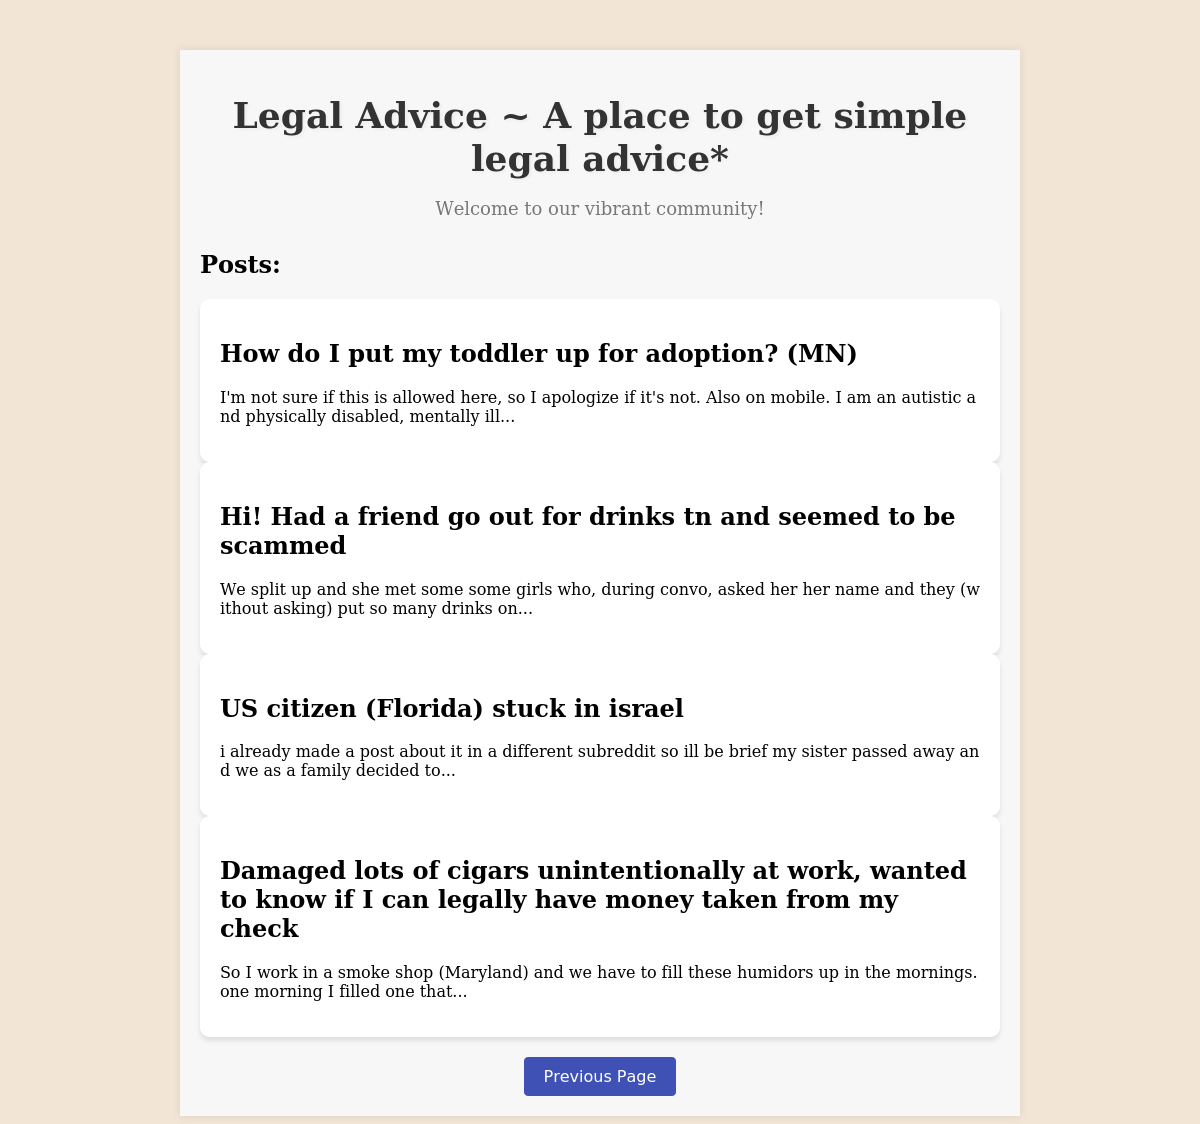 Legal Advice ~ A place to get simple
legal advice*
Welcome to our vibrant community!
Posts:
How do I put my toddler up for adoption? (MN)
I'm not sure if this is allowed here, so I apologize if it's not. Also on mobile. I am an autistic a
nd physically disabled, mentally ill...
Hi! Had a friend go out for drinks tn and seemed to be
scammed
We split up and she met some some girls who, during convo, asked her her name and they (w
ithout asking) put so many drinks on...
US citizen (Florida) stuck in israel
i already made a post about it in a different subreddit so ill be brief my sister passed away an
d we as a family decided to...
Damaged lots of cigars unintentionally at work, wanted
to know if I can legally have money taken from my
check
So I work in a smoke shop (Maryland) and we have to fill these humidors up in the mornings.
one morning I filled one that...
Previous Page